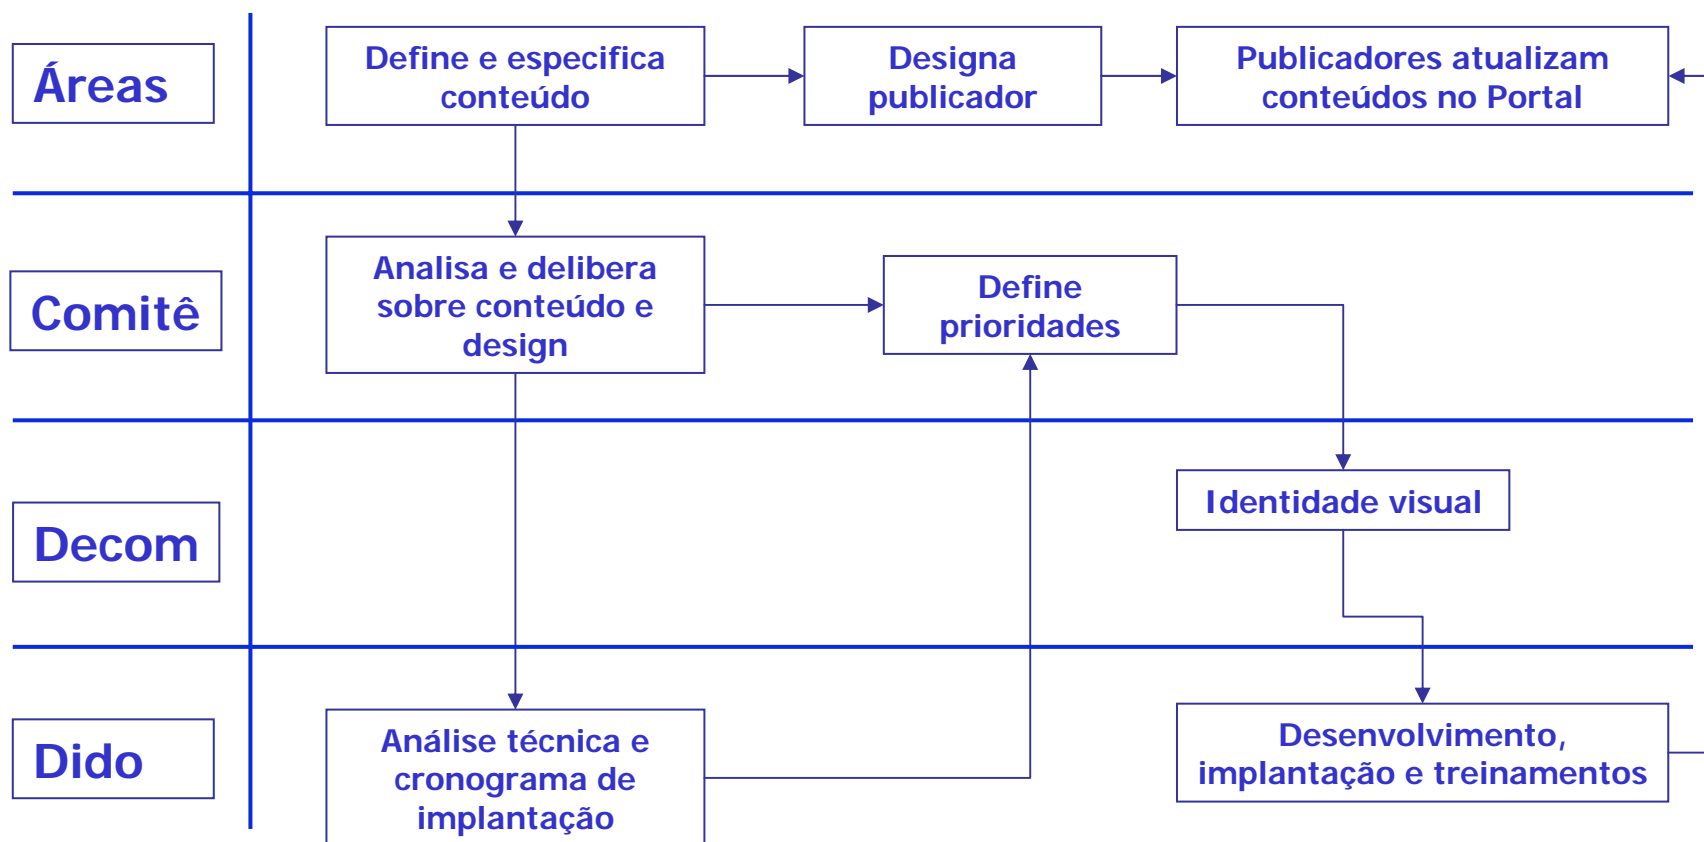 Áreas
Define e especifica
conteúdo
Designa
publicador
Publicadores atualizam
conteúdos no Portal
Comitê
Analisa e delibera
sobre conteúdo e
design
Define
prioridades
Decom
Identidade visual
Dido
Análise técnica e
cronograma de
implantação
Desenvolvimento,
implantação e treinamentos